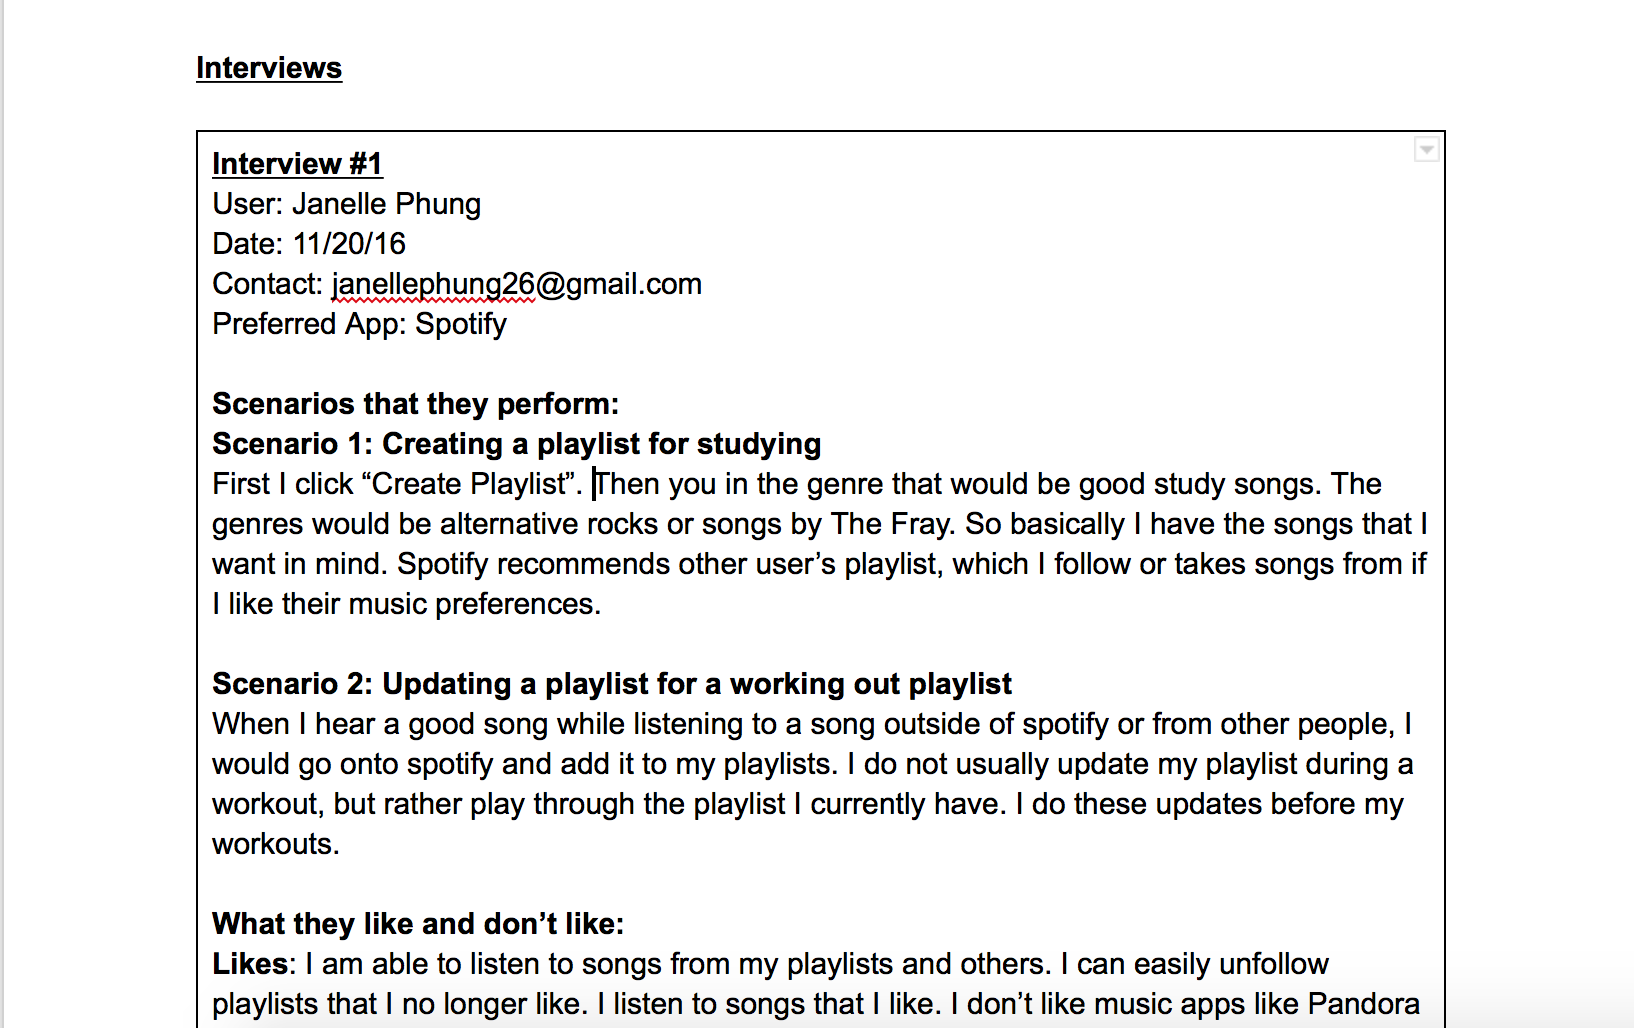 Interviews
Interview #1
User: Janelle Phung
Date: 11/20/16
Contact: janellephung26@gmail.com
Preferred App: Spotify
Scenarios that they perform:
Scenario 1: Creating a playlist for studying
First I click “Create Playlist”. Then you in the genre that would be good study songs. The
genres would be alternative rocks or songs by The Fray. So basically I have the songs that I
want in mind. Spotify recommends other user’s playlist, which I follow or takes songs from if
I like their music preferences.
Scenario 2: Updating a playlist for a working out playlist
When I hear a good song while listening to a song outside of spotify or from other people, I
would go onto spotify and add it to my playlists. I do not usually update my playlist during a
workout, but rather play through the playlist I currently have. I do these updates before my
workouts.
What they like and don’t like:
Likes: I am able to listen to songs from my playlists and others. I can easily unfollow
playlists that I no longer like. I listen to songs that I like. I don’t like music apps like Pandora